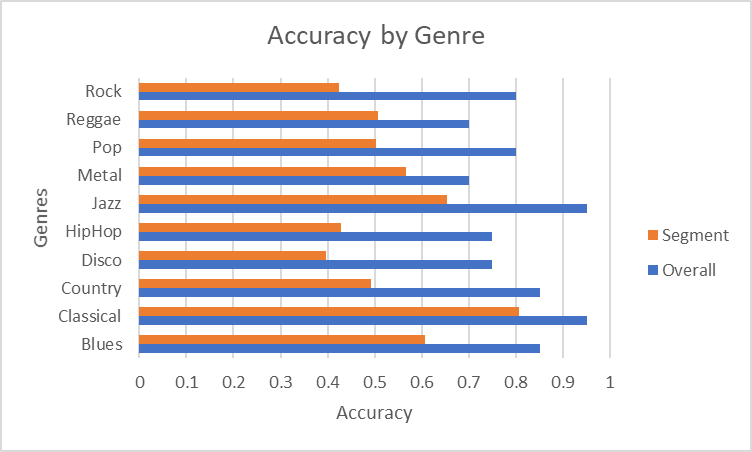 Accuracy by Genre
Genres
Rock
Reggae
Pop
Metal
Jazz
HipHop
Disco
Country
Classical
Blues
0 0.1 0.2 0.3 0.4 0.5 0.6 0.7 0.8 0.9 1
Accuracy
Segment
Overall